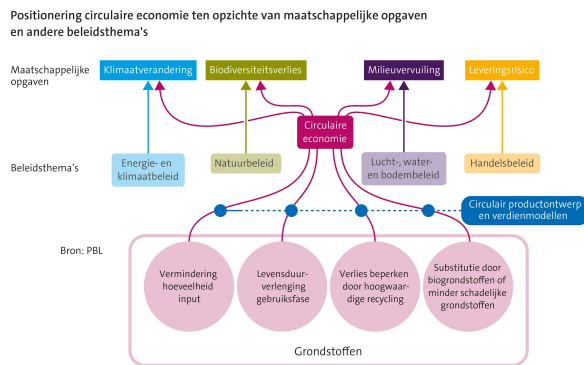 Positionering circulaire economie ten opzichte van maatschappelijke opgaven
en andere beleidsthema's
Maatschappelijke
opgaven
Klimaatverandering
Biodiversiteitsverlies
Milieuvervuiling
Leveringsrisico
Circulaire
economie
Beleidsthema's
Energie- en
klimaatbeleid
Natuurbeleid
Lucht-, water-
en bodembeleid
Handelsbeleid
Circulair productontwerp
en verdienmodellen
Bron: PBL
Vermindering
hoeveelheid
input
Levensduur-
verlenging
gebruiksfase
Verlies beperken
door hoogwaar-
dige recycling
Substitutie door
biogrondstoffen of
minder schadelijke
grondstoffen
Grondstoffen